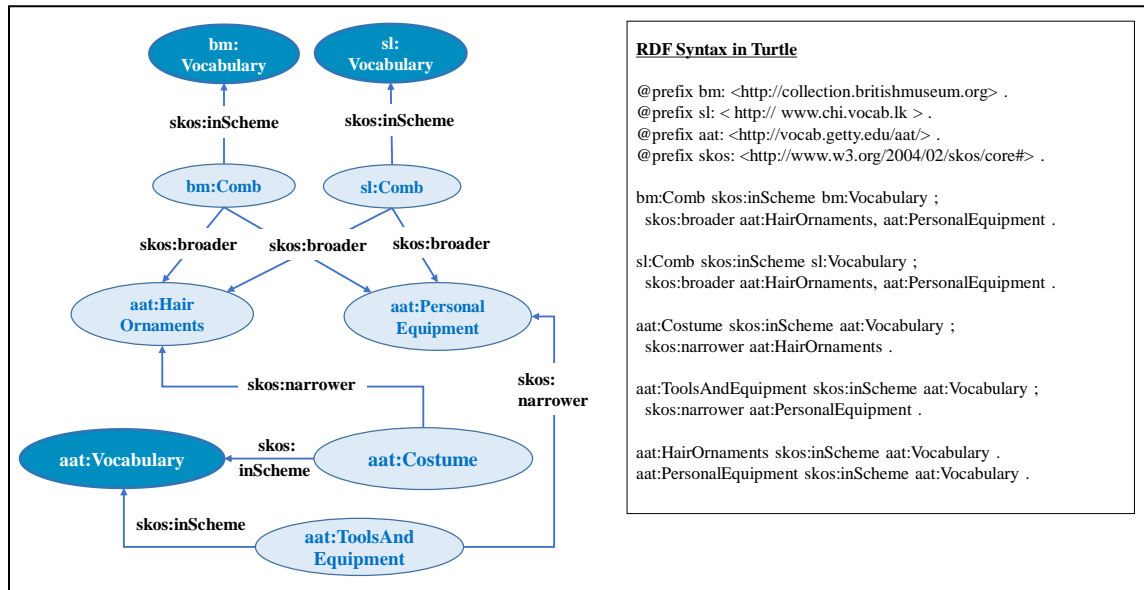 bm:
Vocabulary
sl:
Vocabulary
skos:inScheme
skos:inScheme
bm:Comb
sl:Comb
skos:broader
skos:broader
skos:broader
aat:Hair
Ornaments
aat:Personal
Equipment
skos:narrower
skos:
narrower
aat:Vocabulary
skos:
inScheme
aat:Costume
skos:inScheme
aat:ToolsAnd
Equipment
RDF Syntax in Turtle
@prefix bm: <http://collection.britishmuseum.org> .
@prefix sl: < http:// www.chi.vocab.lk > .
@prefix aat: <http://vocab.getty.edu/aat/> .
@prefix skos: <http://www.w3.org/2004/02/skos/core#> .
bm:Comb skos:inScheme bm:Vocabulary ;
skos:broader aat:HairOrnaments, aat:PersonalEquipment .
sl:Comb skos:inScheme sl:Vocabulary ;
skos:broader aat:HairOrnaments, aat:PersonalEquipment .
aat:Costume skos:inScheme aat:Vocabulary ;
skos:narrower aat:HairOrnaments .
aat:ToolsAndEquipment skos:inScheme aat:Vocabulary ;
skos:narrower aat:PersonalEquipment .
aat:HairOrnaments skos:inScheme aat:Vocabulary .
aat:PersonalEquipment skos:inScheme aat:Vocabulary .